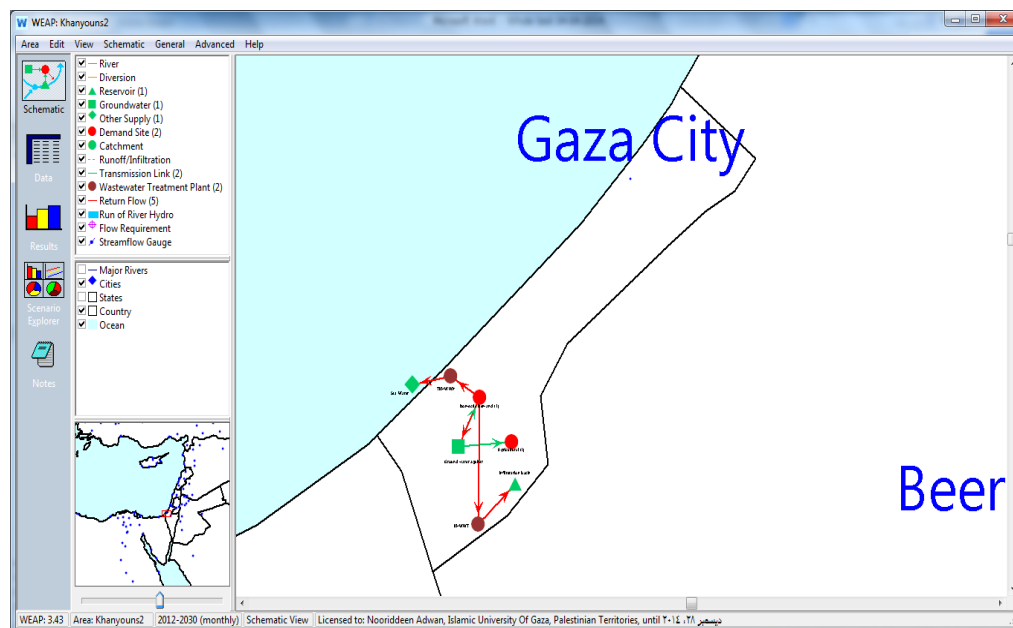 WEAP: Khanyouns2
Area Edit View Schematic General Advanced Help
Schematic
Data
Results
Scenario
Explorer
Notes
River
Diversion
Reservoir (1)
Groundwater (1)
Other Supply (1)
Demand Site (2)
Catchment
Runoff/Infiltration
Transmission Link (2)
Wastewater Treatment Plant (2)
Return Flow (5)
Run of River Hydro
Flow Requirement
Streamflow Gauge
Major Rivers
Cities
States
Country
Ocean
Gaza City
Beer
WEAP: 3.43 Area: Khanyouns2 2012-2030 (monthly) Schematic View Licensed to: Nooriddeen Adwan, Islamic University Of Gaza, Palestinian Territories, until ديسمبر ٢٨, ٢٠١٤